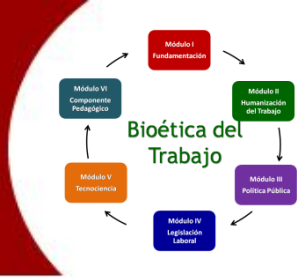 Módulo I
Fundamentación
Módulo II
Humanización
del Trabajo
Módulo III
Política Pública
Módulo IV
Legislación
Laboral
Módulo V
Tecnociencia
Módulo VI
Componente
Pedagógico
Bioética del
Trabajo